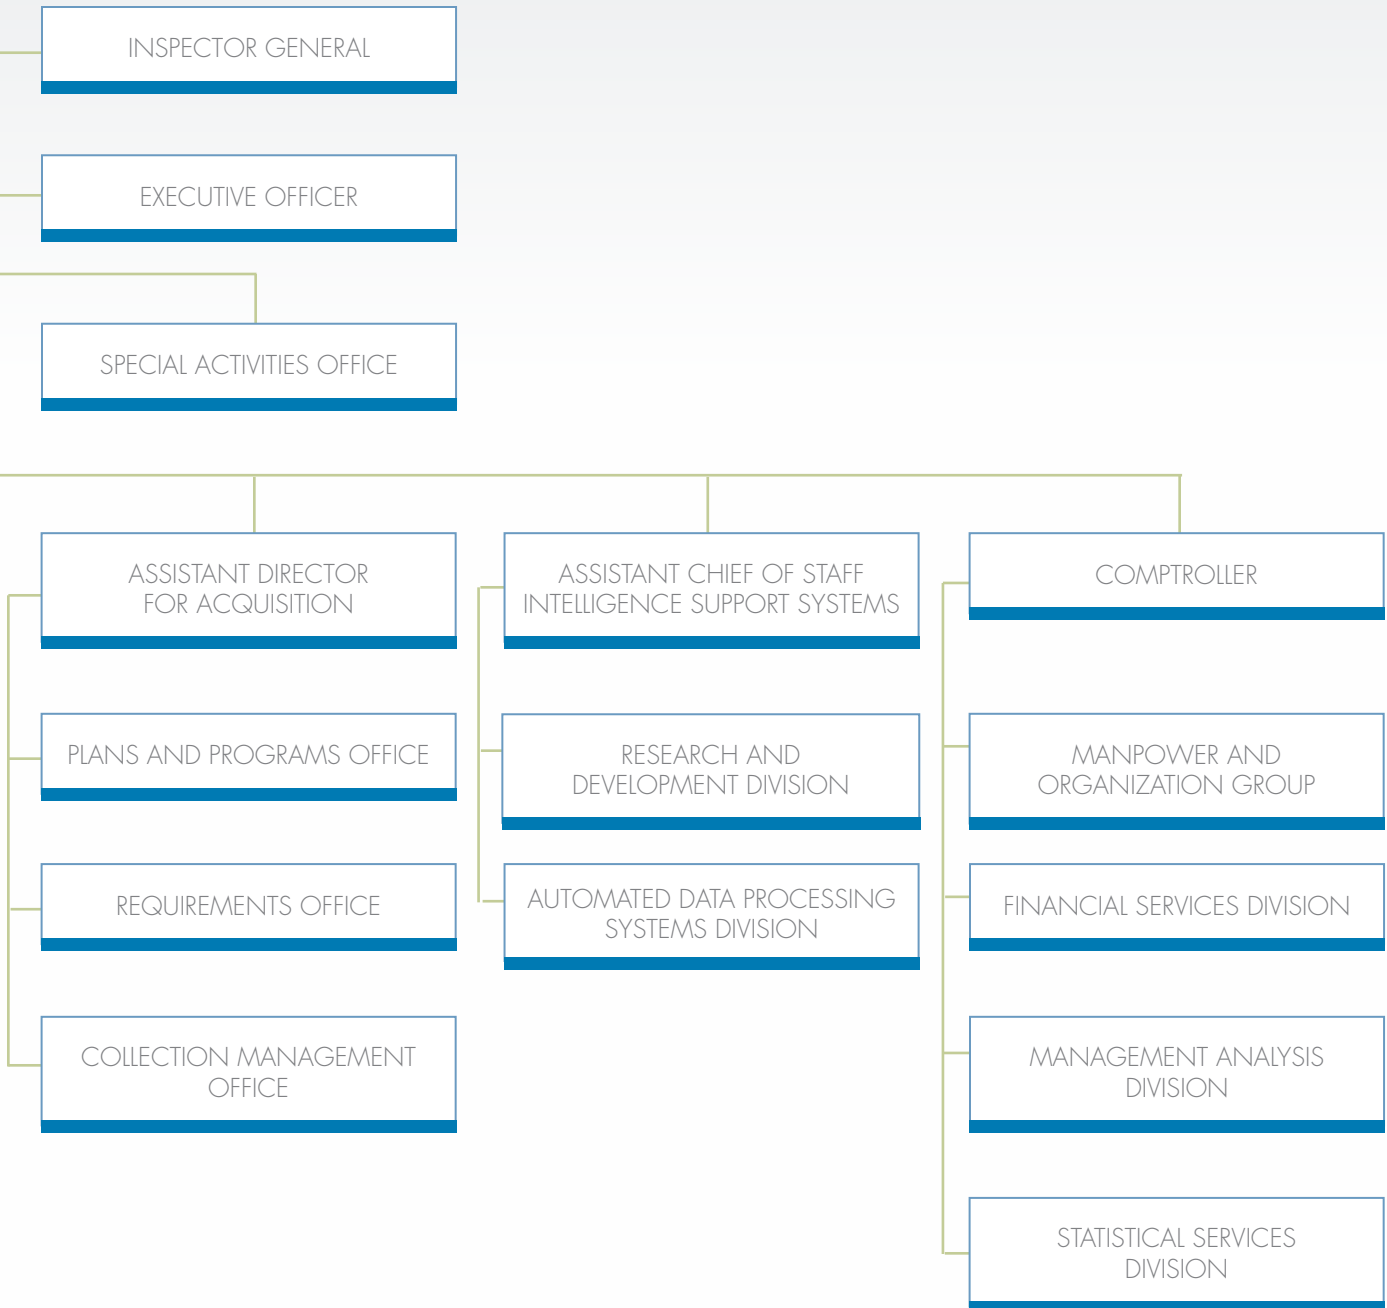 INSPECTOR GENERAL
EXECUTIVE OFFICER
SPECIAL ACTIVITIES OFFICE
ASSISTANT DIRECTOR
FOR ACQUISITION
PLANS AND PROGRAMS OFFICE
REQUIREMENTS OFFICE
COLLECTION MANAGEMENT
OFFICE
ASSISTANT CHIEF OF STAFF
INTELLIGENCE SUPPORT SYSTEMS
RESEARCH AND
DEVELOPMENT DIVISION
AUTOMATED DATA PROCESSING
SYSTEMS DIVISION
COMPTROLLER
MANPOWER AND
ORGANIZATION GROUP
FINANCIAL SERVICES DIVISION
MANAGEMENT ANALYSIS
DIVISION
STATISTICAL SERVICES
DIVISION